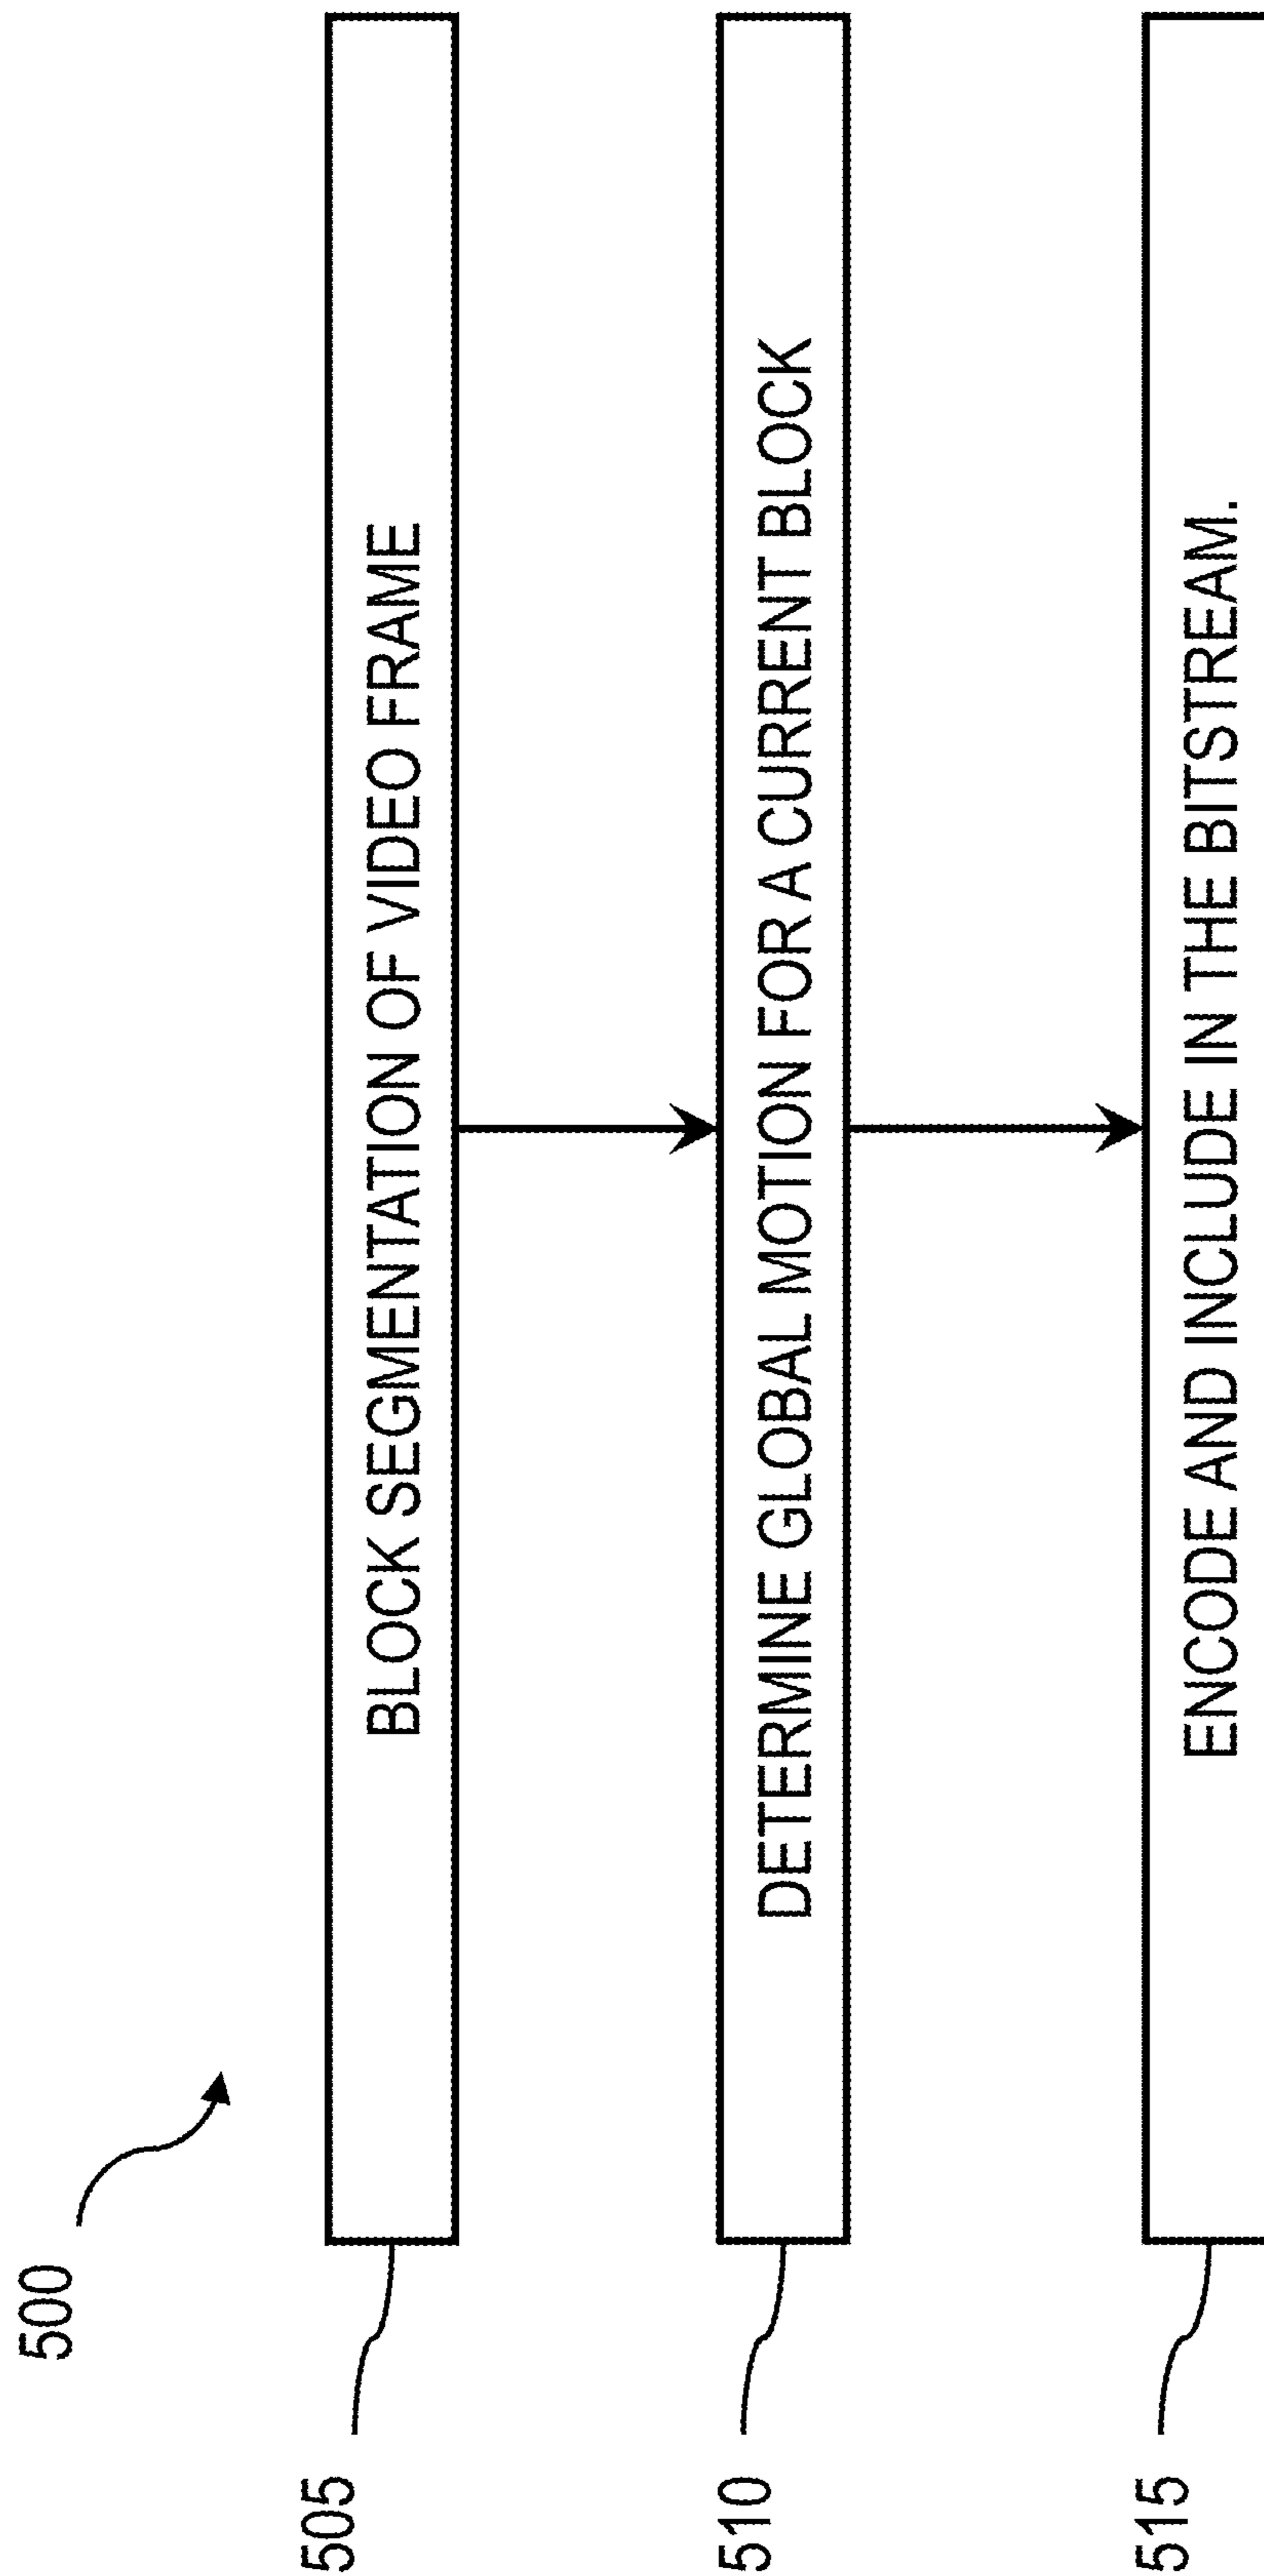 500
505
BLOCK SEGMENTATION OF VIDEO FRAME
510
DETERMINE GLOBAL MOTION FOR A CURRENT BLOCK
515
ENCODE AND INCLUDE IN THE BITSTREAM.